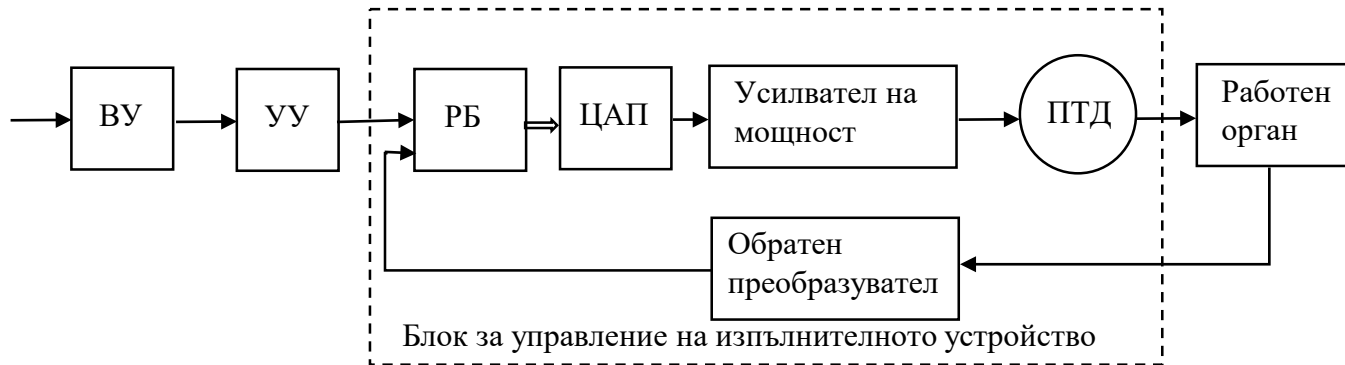 ВУ
УУ
РБ
ЦАП
Усилвател на
мощност
ПТД
Работен
орган
Обратен
преобразувател
Блок за управление на изпълнителното устройство